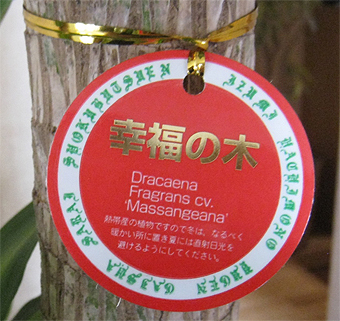 幸福の木
Dracaena
Fragrans cv.
'Massangeana'
熱帯産の植物ですので冬は、なるべく
暖かい所に置き夏には直射日光を
避けるようにしてください。
IZUMI